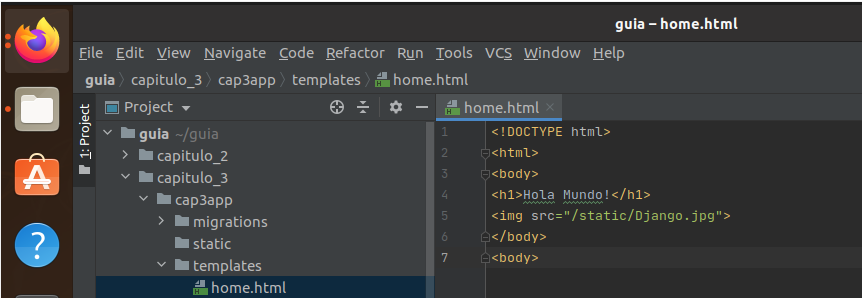 guia – home.html
File Edit View Navigate Code Refactor Run Tools VCS Window Help
guia 〉 capitulo_3 〉 cap3app 〉 templates 〉 home.html
1: Project
Project
guia ~/guia
capitulo_2
capitulo_3
cap3app
migrations
static
templates
home.html
home.html ×
1 <!DOCTYPE html>
2 <html>
3 <body>
4 <h1>Hola Mundo!</h1>
5 <img src="/static/Django.jpg">
6 </body>
7 <body>
A
?